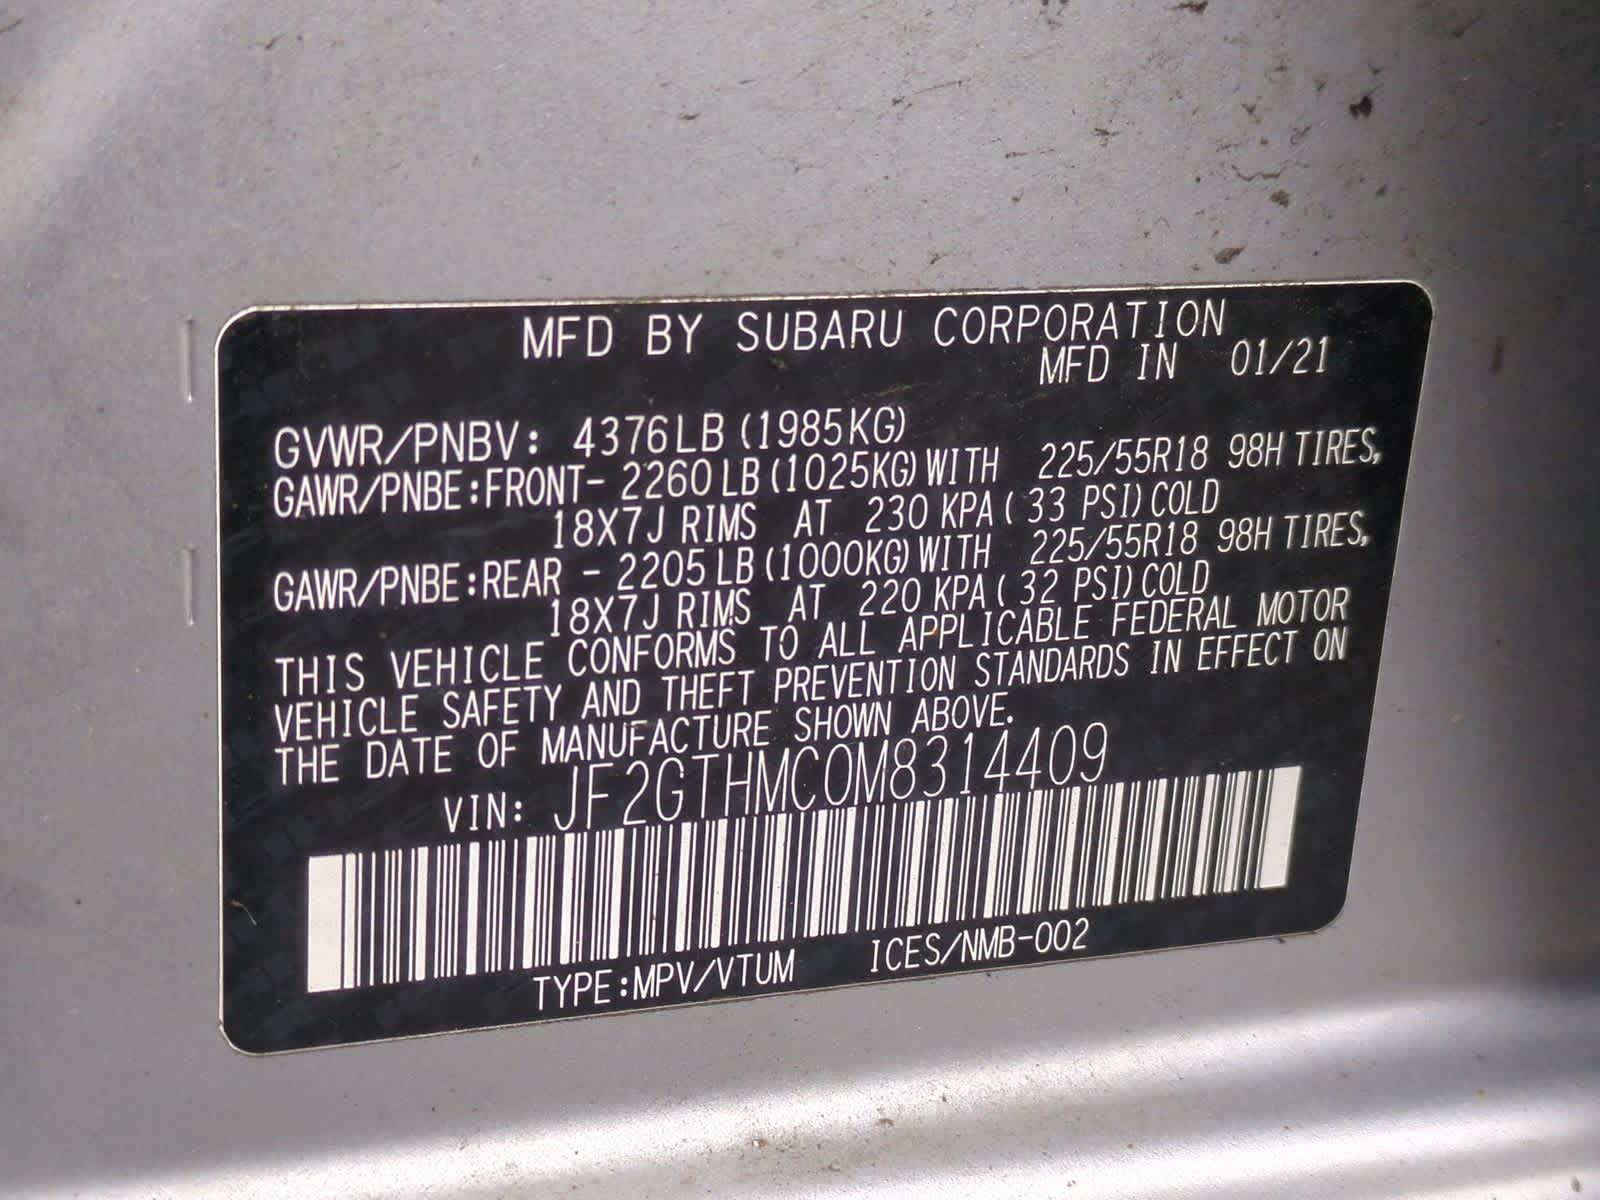 MFD BY SUBARU CORPORATION
MFD IN 01/21
GVWR/PNBV: 4376LB (1985KG)
GAWR/PNBE:FRONT- 2260LB (1025KG) WITH 225/55R18 98H TIRES,
18X7J RIMS AT 230 KPA ( 33 PSI) COLD
GAWR/PNBE:REAR - 2205LB (1000KG) WITH 225/55R18 98H TIRES,
18X7J RIMS AT 220 KPA ( 32 PSI) COLD
THIS VEHICLE CONFORMS TO ALL APPLICABLE FEDERAL MOTOR
VEHICLE SAFETY AND THEFT PREVENTION STANDARDS IN EFFECT ON
THE DATE OF MANUFACTURE SHOWN ABOVE.
VIN: JF2GTHMC0M8314409
TYPE:MPV/VTUM ICES/NMB-002